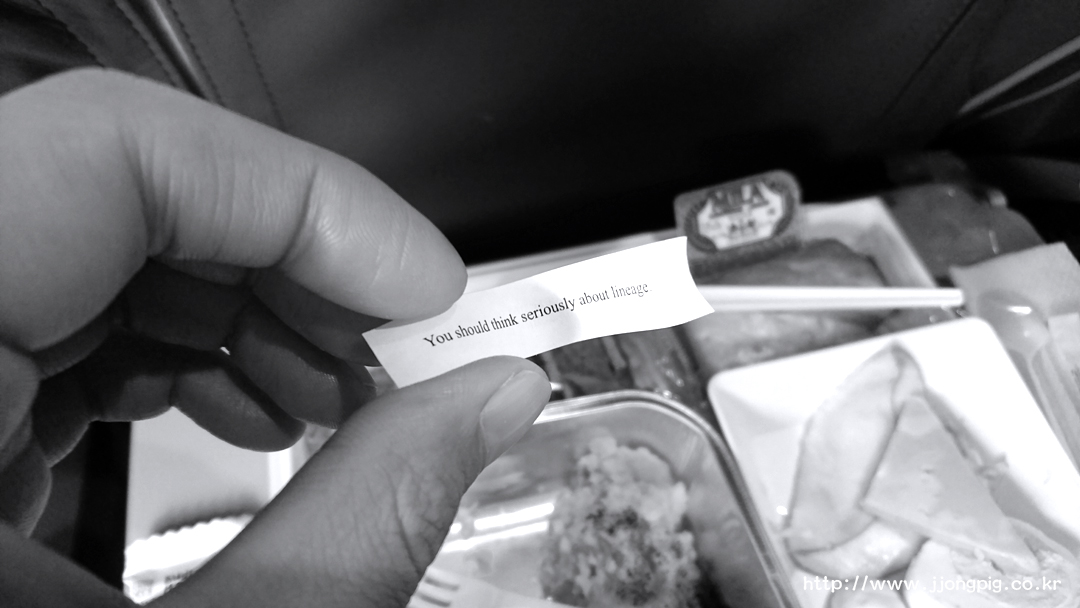 You should think seriously about lineage.
http://www.jjongpig.co.kr